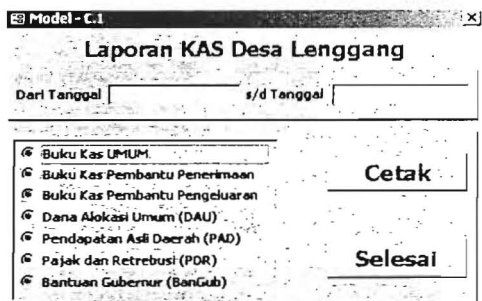 Model - C.1
Laporan KAS Desa Lenggang
Dari Tanggal s/d Tanggal
Buku Kas UMUM.
Buku Kas Pembantu Penerimaan
Buku Kas Pembantu Pengeluaran
Dana Alokasi Umum (DAU)
Pendapatan Asli Daerah (PAD)
Pajak dan Retrebusi (PDR)
Bantuan Gubernur (BanGub)
Cetak
Selesai